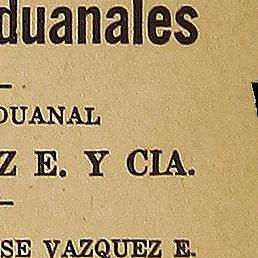 duanales
DUANAL
Z E. Y CIA.
SE VAZQUEZ E.